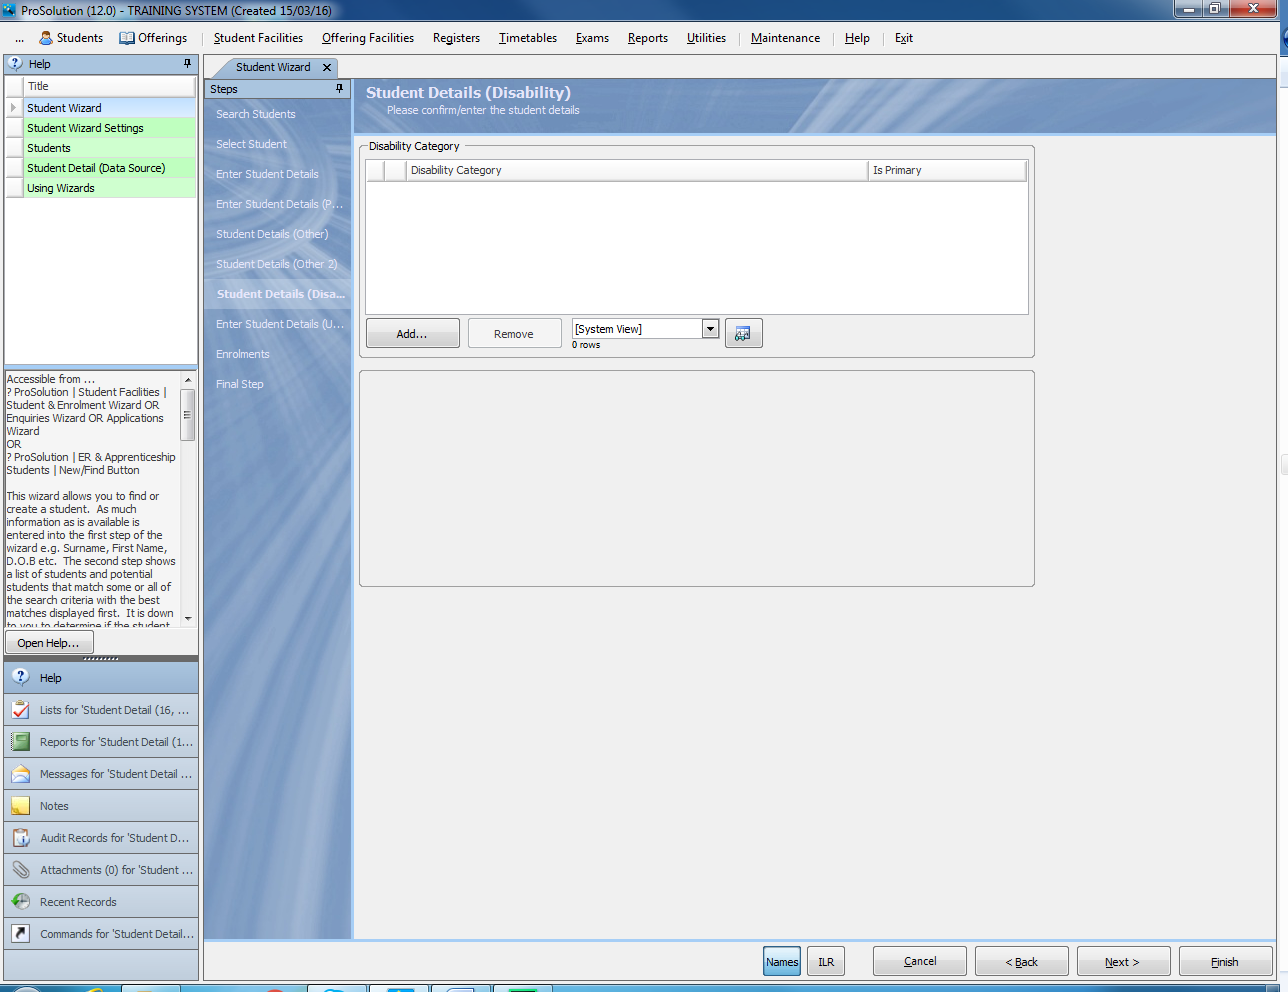 ProSolution (12.0) - TRAINING SYSTEM (Created 15/03/16)
... Students Offerings Student Facilities Offering Facilities Registers Timetables Exams Reports Utilities Maintenance Help Exit
Help
Title
Student Wizard
Student Wizard Settings
Students
Student Detail (Data Source)
Using Wizards
Accessible from ...
? ProSolution | Student Facilities |
Student & Enrolment Wizard OR
Enquiries Wizard OR Applications
Wizard
OR
? ProSolution | ER & Apprenticeship
Students | New/Find Button
This wizard allows you to find or
create a student. As much
information as is available is
entered into the first step of the
wizard e.g. Surname, First Name,
D.O.B etc. The second step shows
a list of students and potential
students that match some or all of
the search criteria with the best
matches displayed first. It is down
to you to determine if the student
Open Help...
Help
Lists for 'Student Detail (16, ...
Reports for 'Student Detail (1...
Messages for 'Student Detail ...
Notes
Audit Records for 'Student D...
Attachments (0) for 'Student ...
Recent Records
Commands for 'Student Detail...
Student Wizard
Steps
Search Students
Select Student
Enter Student Details
Enter Student Details (P...
Student Details (Other)
Student Details (Other 2)
Student Details (Disa...
Enter Student Details (U...
Enrolments
Final Step
Student Details (Disability)
Please confirm/enter the student details
Disability Category
Disability Category Is Primary
Add... Remove [System View]
0 rows
Names ILR Cancel < Back Next > Finish